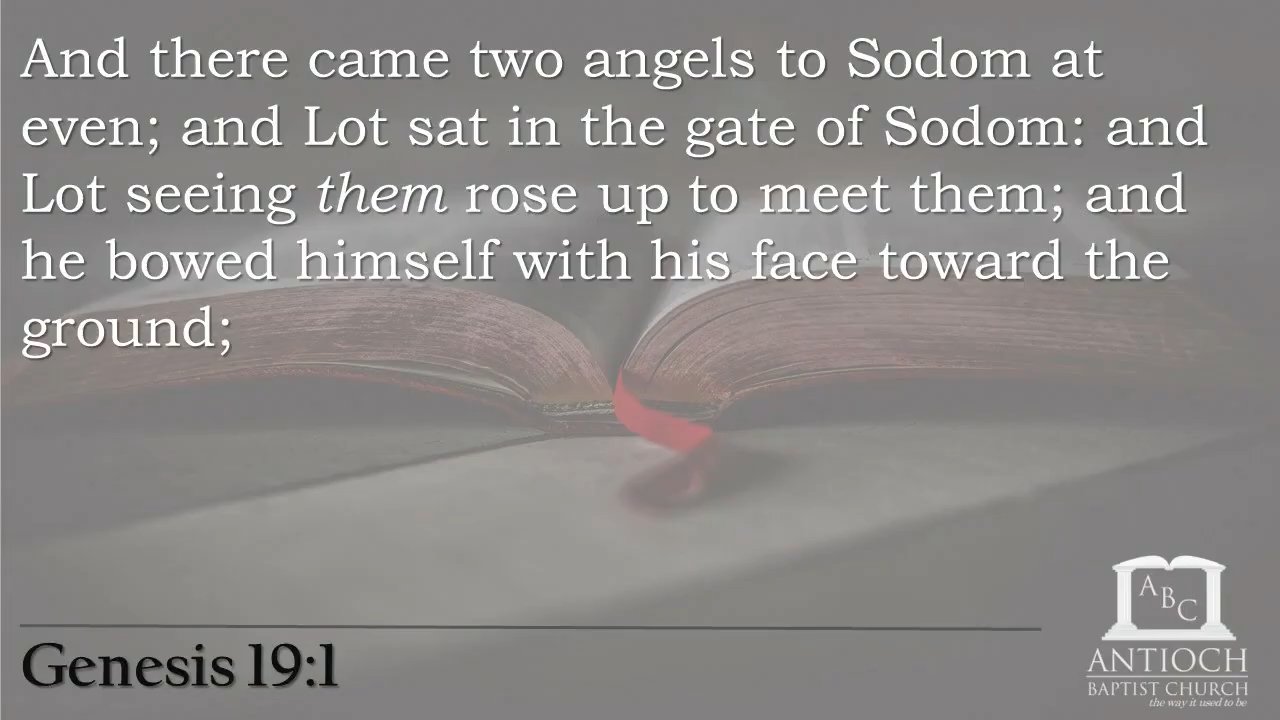 And there came two angels to Sodom at
even; and Lot sat in the gate of Sodom: and
Lot seeing them rose up to meet them; and
he bowed himself with his face toward the
ground;
Genesis 19:1
A B C
ANTIOCH
BAPTIST CHURCH
the way it used to be